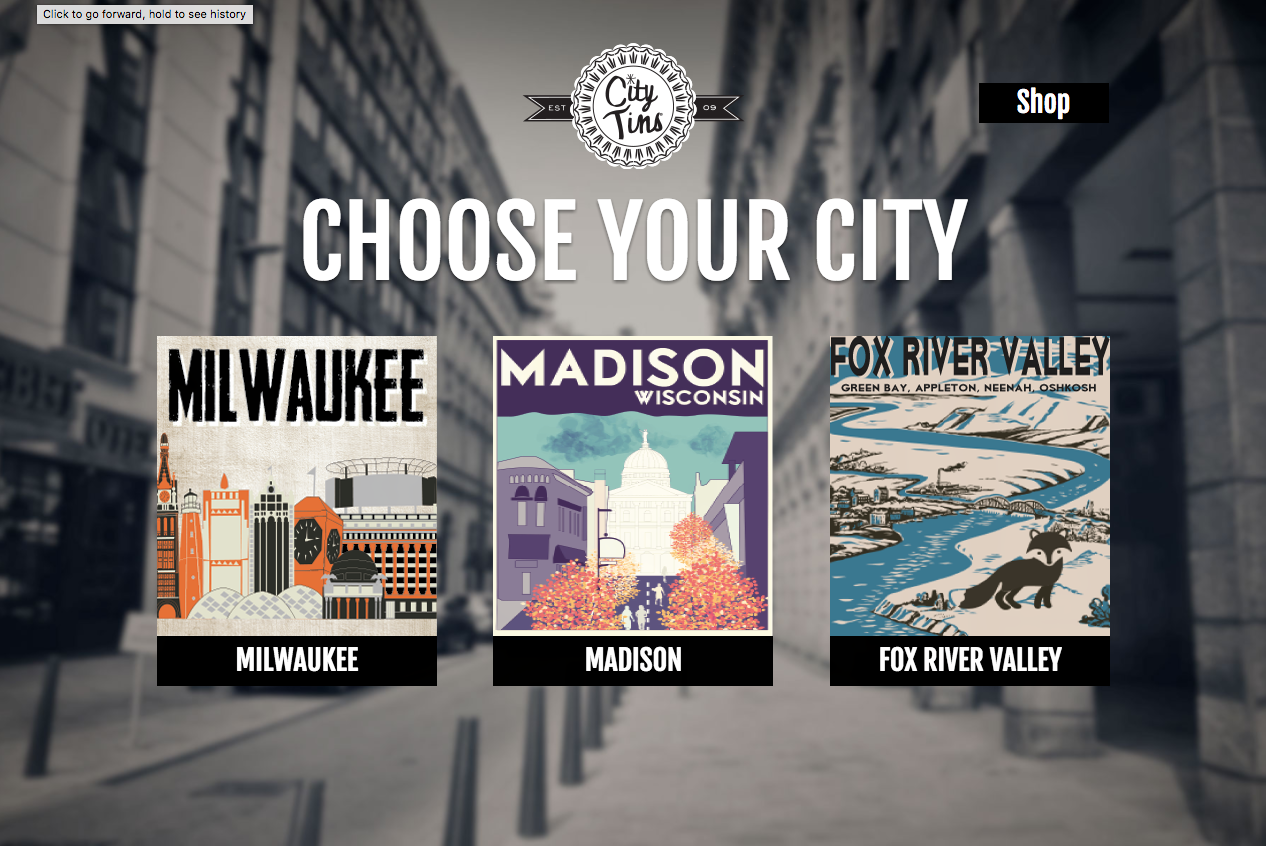 Click to go forward, hold to see history
EST
City
Tins
09
Shop
CHOOSE YOUR CITY
MILWAUKEE
MADISON
WISCONSIN
FOX RIVER VALLEY
GREEN BAY, APPLETON, NEENAH, OSHKOSH
MILWAUKEE
MADISON
FOX RIVER VALLEY